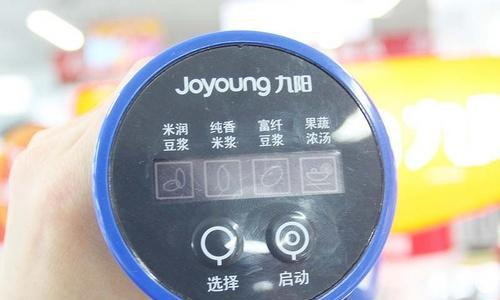 Joyoung 九阳
米润 纯香 富纤 果蔬
豆浆 米浆 豆浆 浓汤
选择 启动